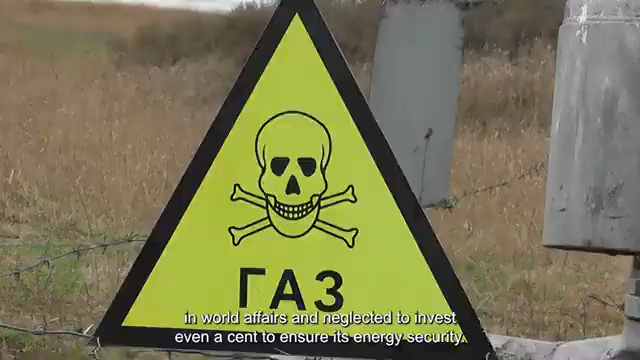 ГАЗ
in world affairs and neglected to invest
even a cent to ensure its energy security.